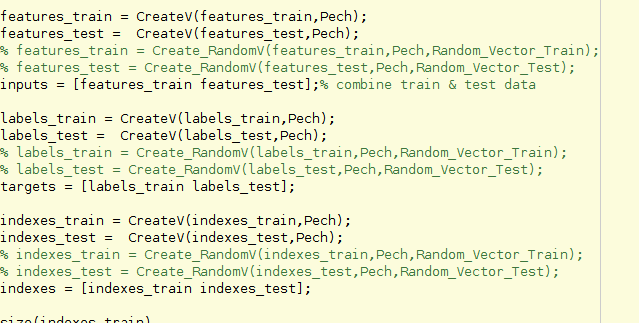 features_train = CreateV(features_train,Pech);
features_test =  CreateV(features_test,Pech);
% features_train = Create_RandomV(features_train,Pech,Random_Vector_Train);
% features_test = Create_RandomV(features_test,Pech,Random_Vector_Test);
inputs = [features_train features_test];% combine train & test data
labels_train = CreateV(labels_train,Pech);
labels_test =  CreateV(labels_test,Pech);
% labels_train = Create_RandomV(labels_train,Pech,Random_Vector_Train);
% labels_test = Create_RandomV(labels_test,Pech,Random_Vector_Test);
targets = [labels_train labels_test];
indexes_train = CreateV(indexes_train,Pech);
indexes_test =  CreateV(indexes_test,Pech);
% indexes_train = Create_RandomV(indexes_train,Pech,Random_Vector_Train);
% indexes_test = Create_RandomV(indexes_test,Pech,Random_Vector_Test);
indexes = [indexes_train indexes_test];
size(indexes_train)